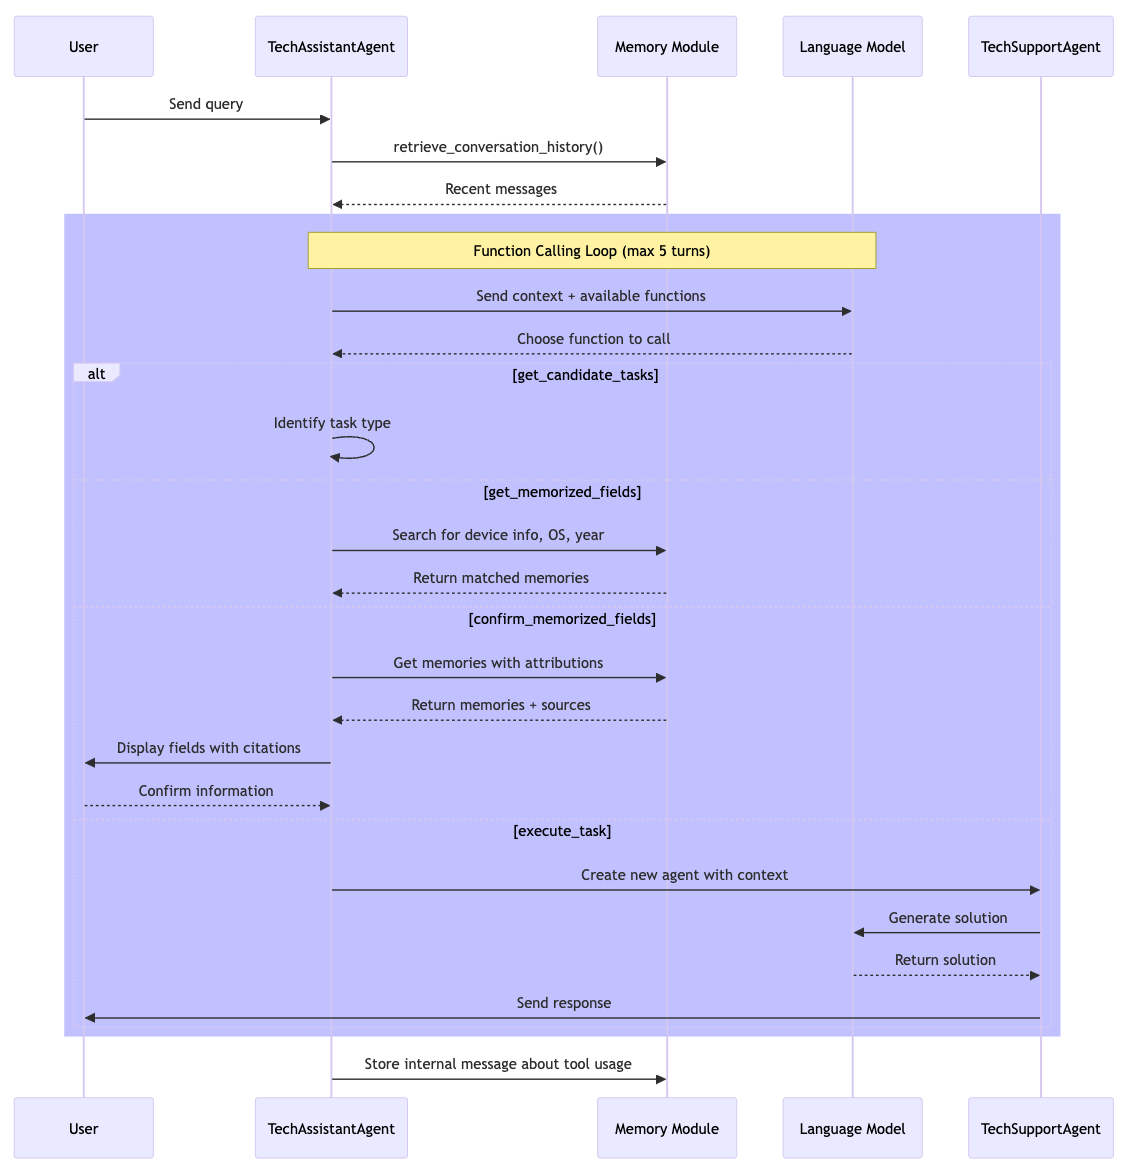 User
TechAssistantAgent
Memory Module
Language Model
TechSupportAgent
Send query
retrieve_conversation_history()
Recent messages
Function Calling Loop (max 5 turns)
Send context + available functions
Choose function to call
alt
[get_candidate_tasks]
Identify task type
[get_memorized_fields]
Search for device info, OS, year
Return matched memories
[confirm_memorized_fields]
Get memories with attributions
Return memories + sources
Display fields with citations
Confirm information
[execute_task]
Create new agent with context
Generate solution
Return solution
Send response
Store internal message about tool usage
User
TechAssistantAgent
Memory Module
Language Model
TechSupportAgent